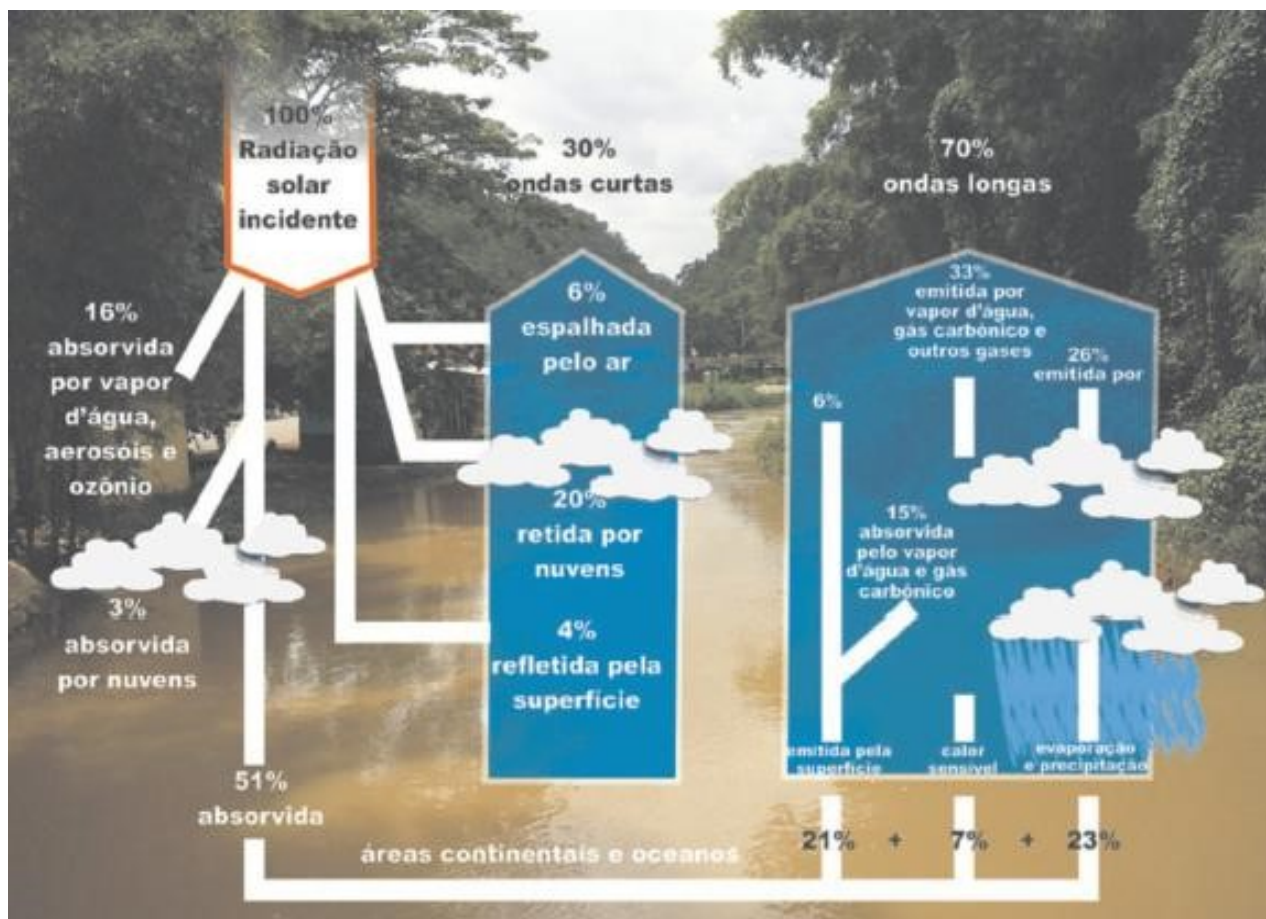 100%
Radiação
solar
incidente
30%
ondas curtas
70%
ondas longas
16%
absorvida
por vapor
d'água,
aerosóis e
ozônio
3%
absorvida
por nuvens
51%
absorvida
6%
espalhada
pelo ar
20%
retida por
nuvens
4%
refletida pela
superfície
33%
emitida por
vapor d'água,
gás carbônico e
outros gases
26%
emitida por
6%
15%
absorvida
pelo vapor
d'água e gás
carbônico
emitida pela
superfície
calor
sensível
evaporação
e precipitação
21% + 7% + 23%
áreas continentais e oceanos